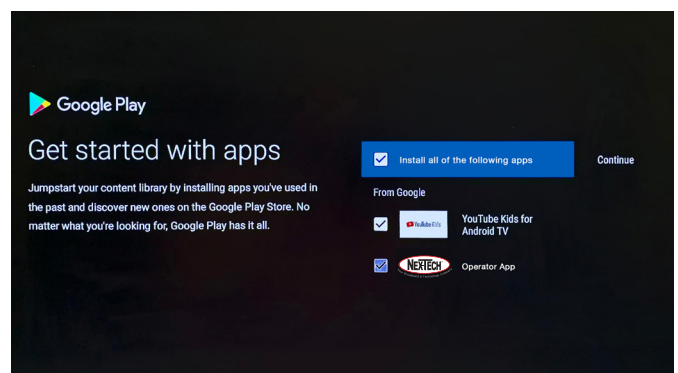 Google Play
Get started with apps
Jumpstart your content library by installing apps you've used in
the past and discover new ones on the Google Play Store. No
matter what you're looking for, Google Play has it all.
Install all of the following apps
Continue
From Google
YouTube Kids
YouTube Kids for
Android TV
NEX-TECH
Operator App